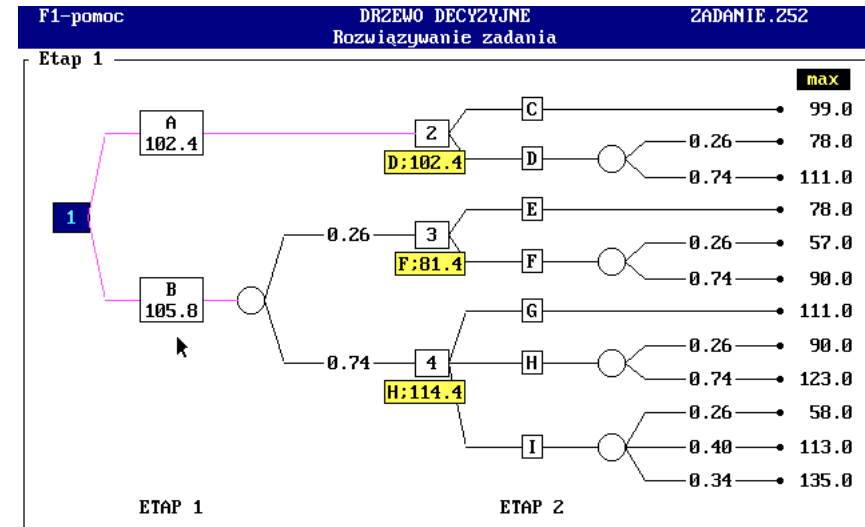 F1-pomoc DRZEWO DECYZYJNE ZADANIE.Z52
Rozwiązywanie zadania
Etap 1
max
C 99.0
A
102.4
2
D;102.4
D 0.26 78.0
0.74 111.0
E 78.0
1
0.26 3
F;81.4
F 0.26 57.0
0.74 90.0
B
105.8
G 111.0
0.74 4
H;114.4
H 0.26 90.0
0.74 123.0
I 0.26 58.0
0.40 113.0
0.34 135.0
ETAP 1 ETAP 2